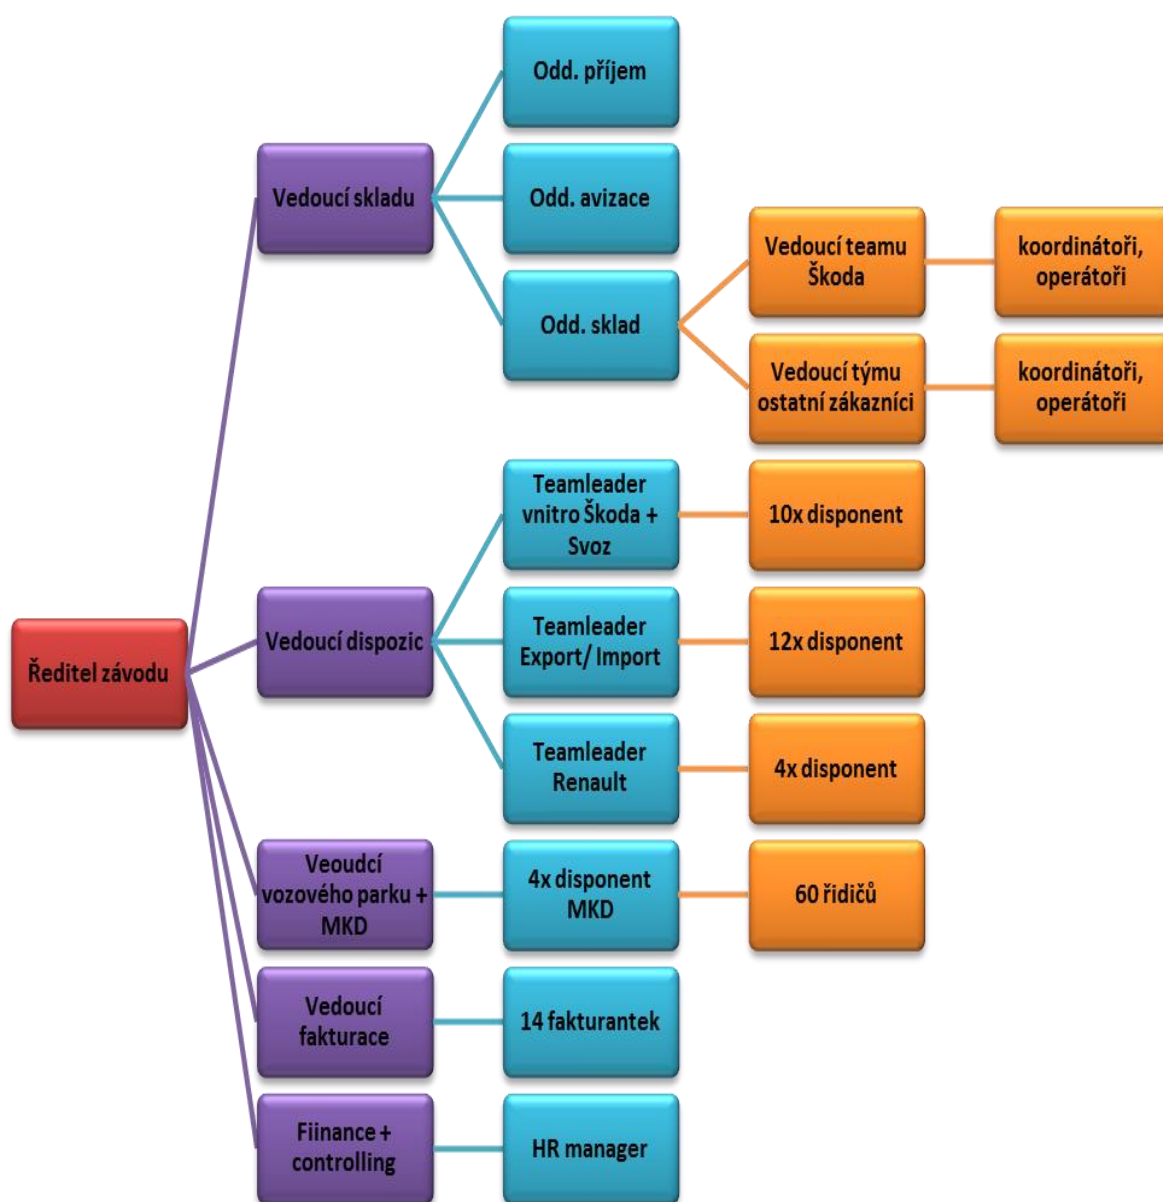 Odd. příjem
Vedoucí skladu
Odd. avizace
Vedoucí teamu
Škoda
koordinátoři,
operátoři
Odd. sklad
Vedoucí týmu
ostatní zákazníci
koordinátoři,
operátoři
Teamleader
vnitro Škoda +
Svoz
10x disponent
Ředitel závodu
Vedoucí dispozic
Teamleader
Export/ Import
12x disponent
Teamleader
Renault
4x disponent
Veoudcí
vozového parku +
MKD
4x disponent
MKD
60 řidičů
Vedoucí
fakturace
14 fakturantek
Fiinance +
controlling
HR manager